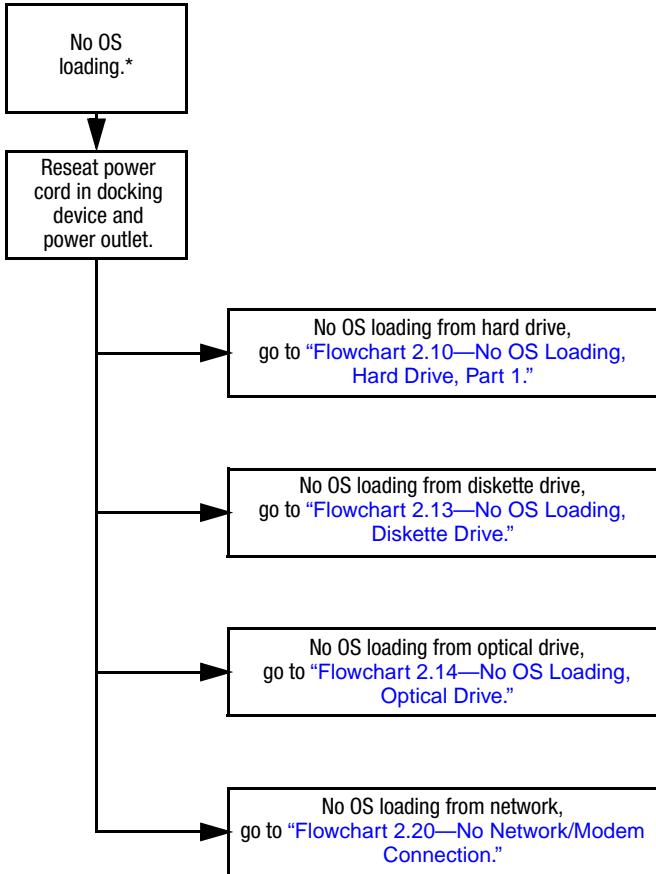 No OS
loading.*
Reseat power
cord in docking
device and
power outlet.
No OS loading from hard drive,
go to “Flowchart 2.10—No OS Loading,
Hard Drive, Part 1.”
No OS loading from diskette drive,
go to “Flowchart 2.13—No OS Loading,
Diskette Drive.”
No OS loading from optical drive,
go to “Flowchart 2.14—No OS Loading,
Optical Drive.”
No OS loading from network,
go to “Flowchart 2.20—No Network/Modem
Connection.”